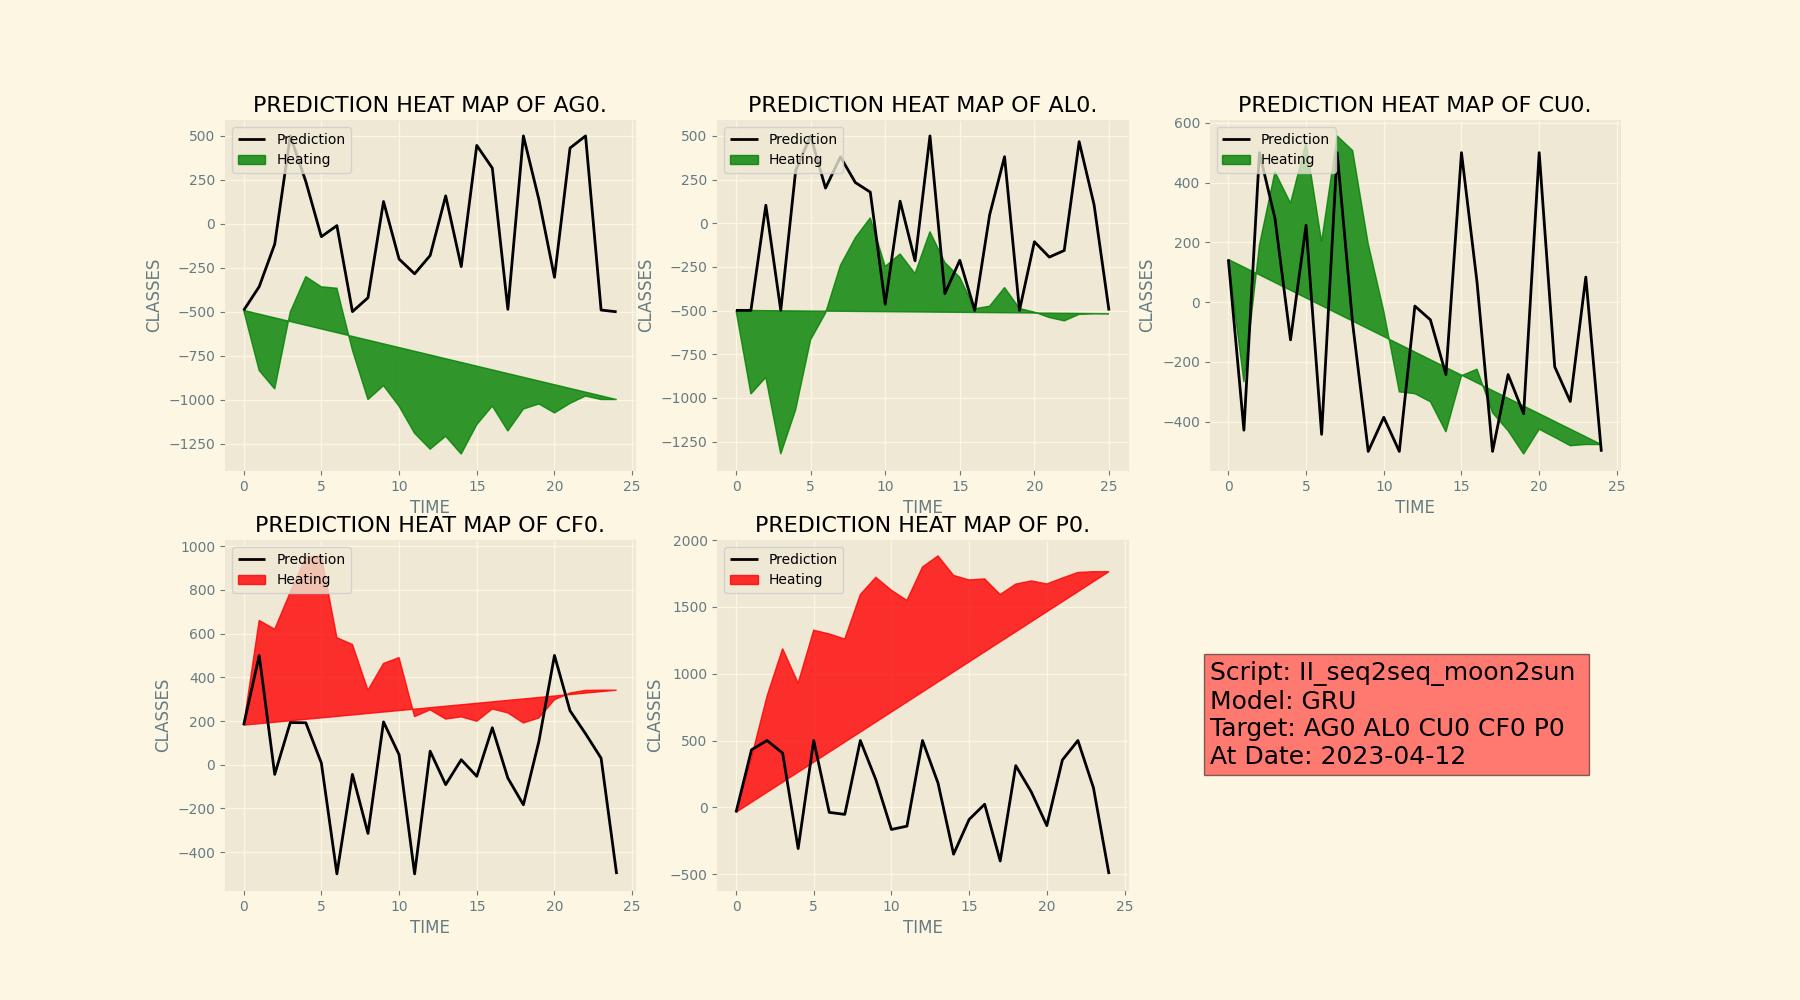 PREDICTION HEAT MAP OF AG0.
Prediction
Heating
500
250
0
−250
−500
−750
−1000
−1250
CLASSES
0 5 10 15 20 25
TIME
PREDICTION HEAT MAP OF AL0.
Prediction
Heating
500
250
0
−250
−500
−750
−1000
−1250
CLASSES
0 5 10 15 20 25
TIME
PREDICTION HEAT MAP OF CU0.
Prediction
Heating
600
400
200
0
−200
−400
CLASSES
0 5 10 15 20 25
TIME
PREDICTION HEAT MAP OF CF0.
Prediction
Heating
1000
800
600
400
200
0
−200
−400
CLASSES
0 5 10 15 20 25
TIME
PREDICTION HEAT MAP OF P0.
Prediction
Heating
2000
1500
1000
500
0
−500
CLASSES
0 5 10 15 20 25
TIME
Script: II_seq2seq_moon2sun
Model: GRU
Target: AG0 AL0 CU0 CF0 P0
At Date: 2023-04-12